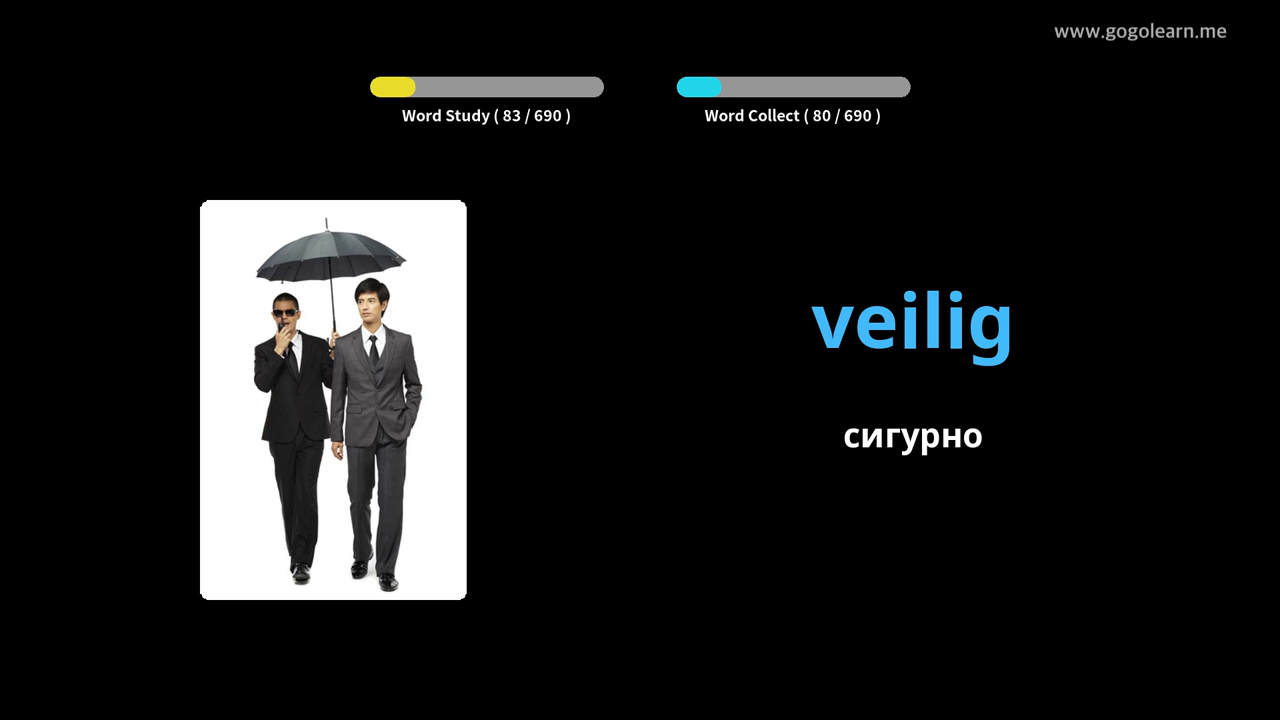 www.gogolearn.me
Word Study ( 83 / 690 )
Word Collect ( 80 / 690 )
veilig
сигурно